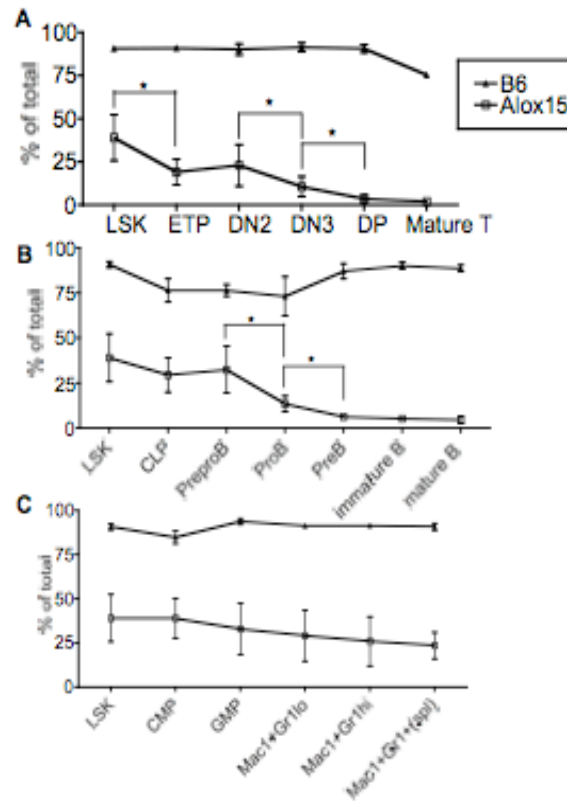 A
% of total
100
75
50
25
0
*
*
*
LSK ETP DN2 DN3 DP Mature T
B6
Alox15
B
% of total
100
75
50
25
0
*
*
LSK
CLP
PreproB
ProB
PreB
immature B
mature B
C
% of total
100
75
50
25
0
LSK
CMP
GMP
Mac1+Gr1lo
Mac1+Gr1hi
Mac1+Gr1+(spl)